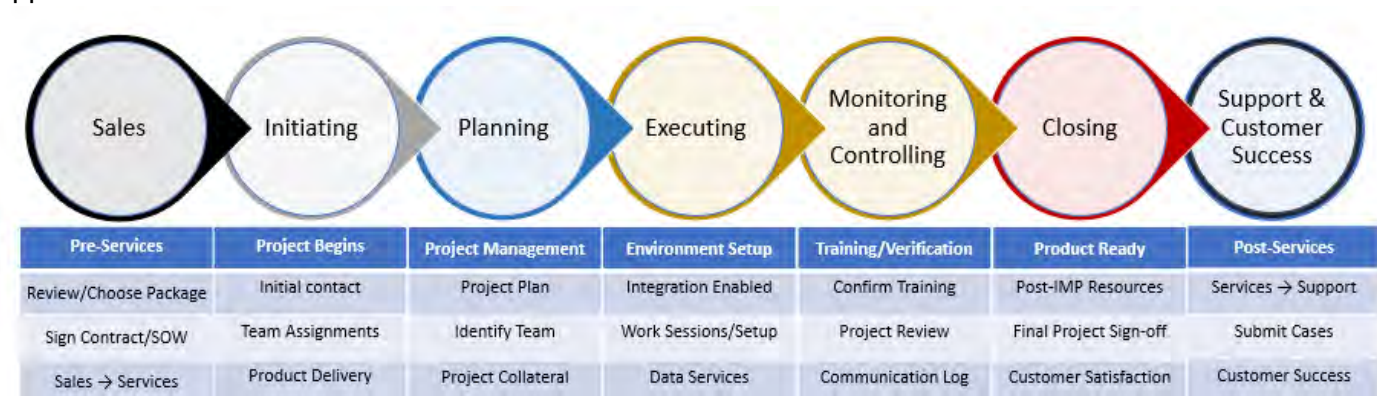 Sales
Initiating
Planning
Executing
Monitoring
and
Controlling
Closing
Support &
Customer
Success
Pre-Services Project Begins Project Management Environment Setup Training/Verification Product Ready Post-Services
Review/Choose Package Initial contact Project Plan Integration Enabled Confirm Training Post-IMP Resources Services → Support
Sign Contract/SOW Team Assignments Identify Team Work Sessions/Setup Project Review Final Project Sign-off Submit Cases
Sales → Services Product Delivery Project Collateral Data Services Communication Log Customer Satisfaction Customer Success